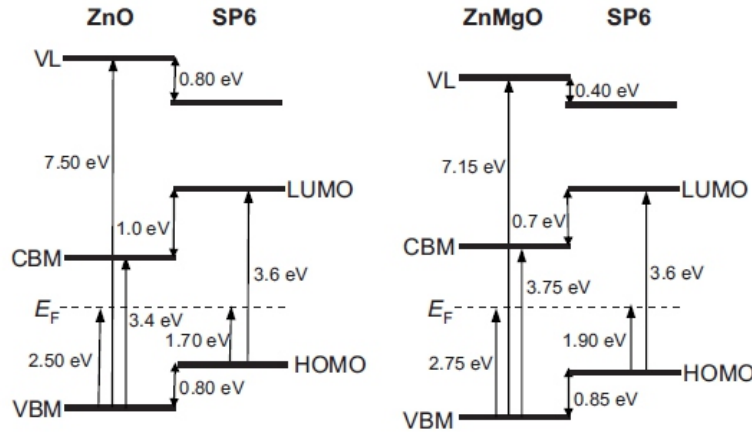 ZnO SP6
VL
0.80 eV
7.50 eV
LUMO
1.0 eV
CBM
3.6 eV
E_F
3.4 eV
1.70 eV
2.50 eV
HOMO
0.80 eV
VBM
ZnMgO SP6
VL
0.40 eV
7.15 eV
LUMO
0.7 eV
CBM
3.75 eV
3.6 eV
E_F
1.90 eV
2.75 eV
HOMO
0.85 eV
VBM